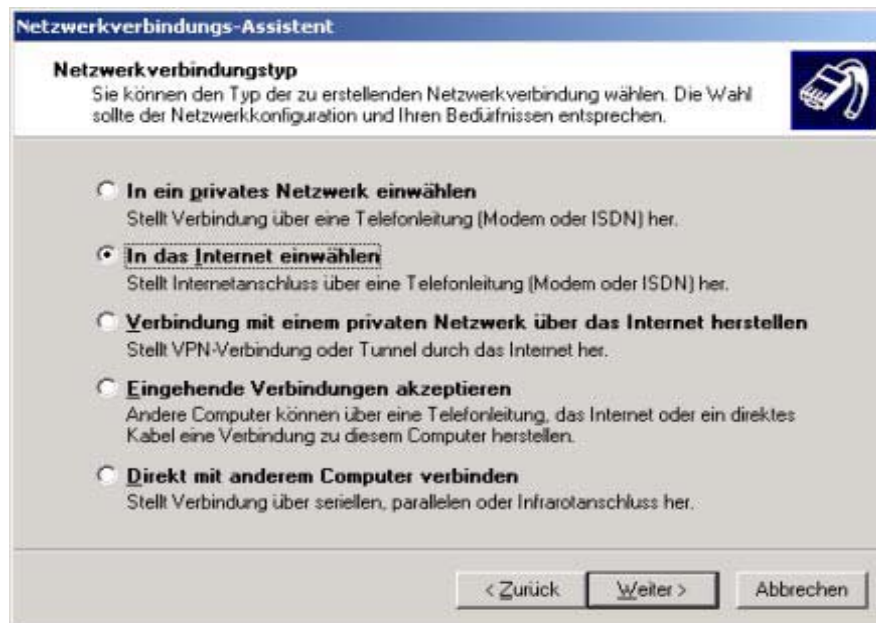 Netzwerkverbindungs-Assistent
Netzwerkverbindungstyp
Sie können den Typ der zu erstellenden Netzwerkverbindung wählen. Die Wahl
sollte der Netzwerkkonfiguration und Ihren Bedürfnissen entsprechen.
In ein privates Netzwerk einwählen
Stellt Verbindung über eine Telefonleitung (Modem oder ISDN) her.
In das Internet einwählen
Stellt Internetanschluss über eine Telefonleitung (Modem oder ISDN) her.
Verbindung mit einem privaten Netzwerk über das Internet herstellen
Stellt VPN-Verbindung oder Tunnel durch das Internet her.
Eingehende Verbindungen akzeptieren
Andere Computer können über eine Telefonleitung, das Internet oder ein direktes
Kabel eine Verbindung zu diesem Computer herstellen.
Direkt mit anderem Computer verbinden
Stellt Verbindung über seriellen, parallelen oder Infrarotanschluss her.
< Zurück Weiter > Abbrechen